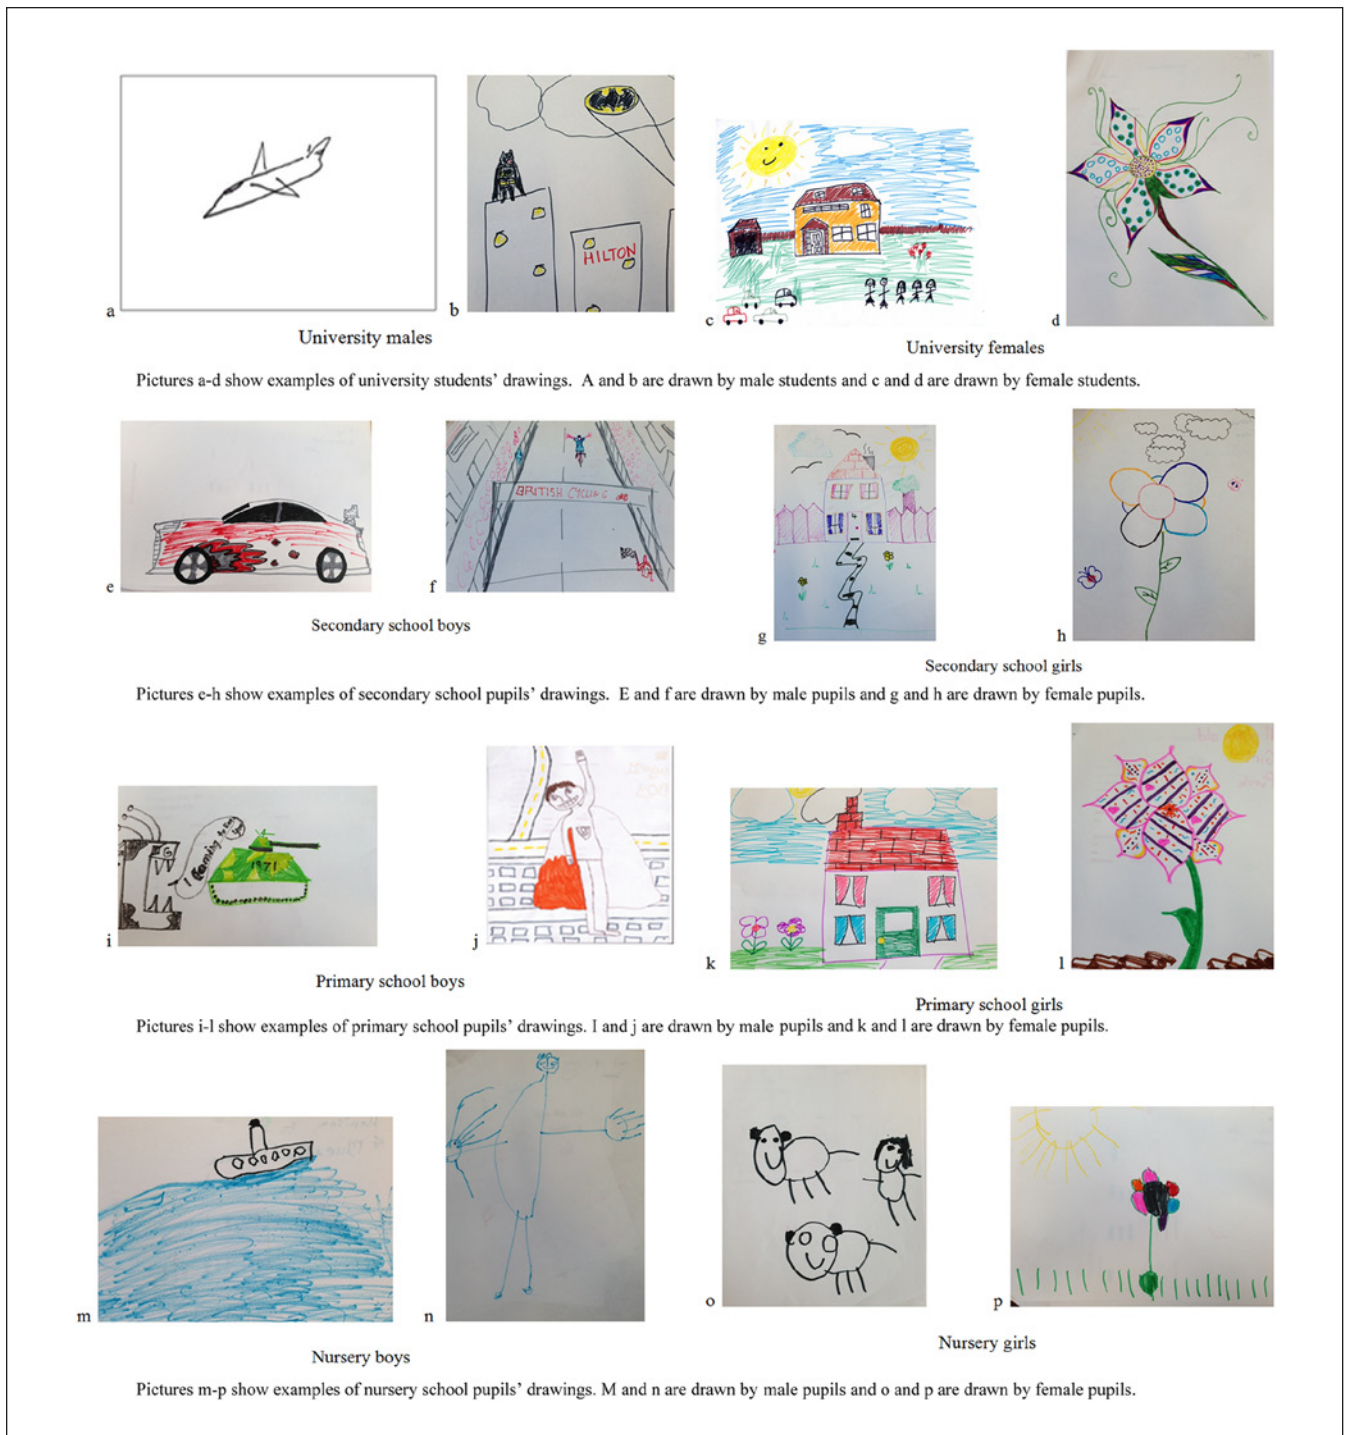 HILTON
a
b
c
d
University males
University females
Pictures a-d show examples of university students' drawings. A and b are drawn by male students and c and d are drawn by female students.
BRITISH CYCLING
e
f
g
h
Secondary school boys
Secondary school girls
Pictures e-h show examples of secondary school pupils' drawings. E and f are drawn by male pupils and g and h are drawn by female pupils.
1971
i
j
k
l
Primary school boys
Primary school girls
Pictures i-l show examples of primary school pupils' drawings. I and j are drawn by male pupils and k and l are drawn by female pupils.
m
n
o
p
Nursery boys
Nursery girls
Pictures m-p show examples of nursery school pupils' drawings. M and n are drawn by male pupils and o and p are drawn by female pupils.